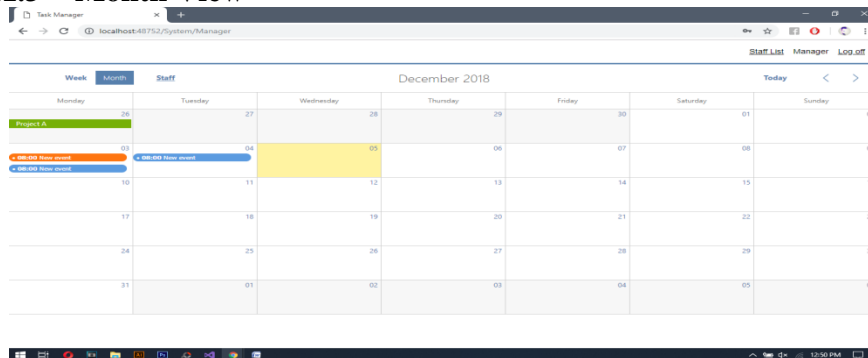 Task Manager
localhost:48752/System/Manager
Staff List Manager Log off
Week Month Staff December 2018 Today
Monday Tuesday Wednesday Thursday Friday Saturday Sunday
26 27 28 29 30 01
Project A
03 04 05 06 07 08
08:00 New event 08:00 New event
08:00 New event
10 11 12 13 14 15
17 18 19 20 21 22
24 25 26 27 28 29
31 01 02 03 04 05
12:50 PM